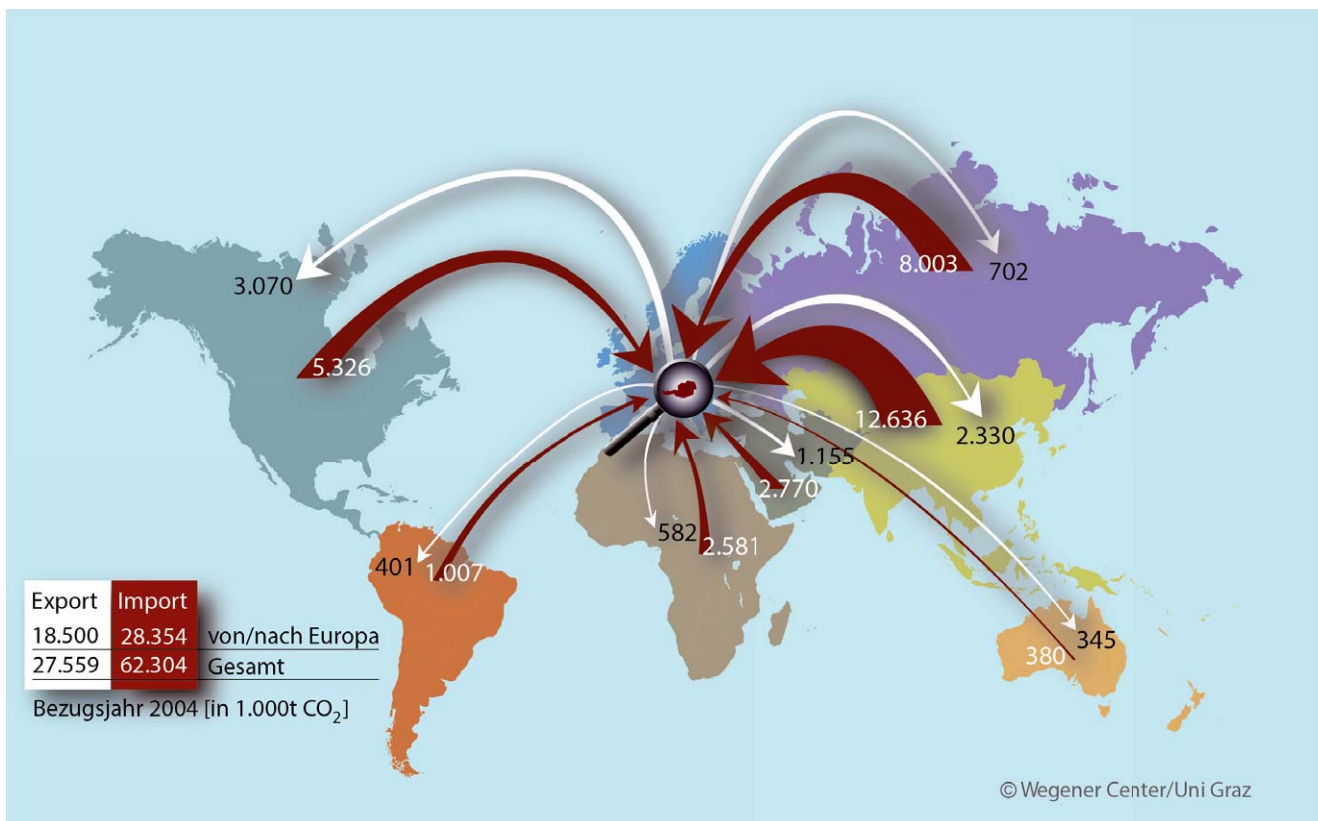 3.070
8.003
702
5.326
12.636
2.330
1.155
2.770
582
2.581
401
1.007
345
380
Export Import
18.500 28.354 von/nach Europa
27.559 62.304 Gesamt
Bezugsjahr 2004 [in 1.000t CO₂]
© Wegener Center/Uni Graz